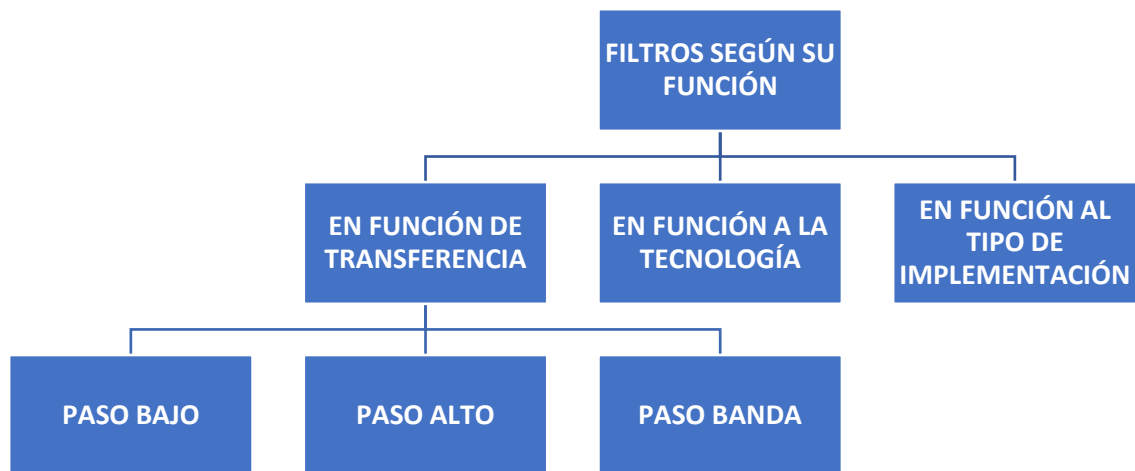 FILTROS SEGÚN SU
FUNCIÓN
EN FUNCIÓN DE
TRANSFERENCIA
EN FUNCIÓN A LA
TECNOLOGÍA
EN FUNCIÓN AL
TIPO DE
IMPLEMENTACIÓN
PASO BAJO
PASO ALTO
PASO BANDA